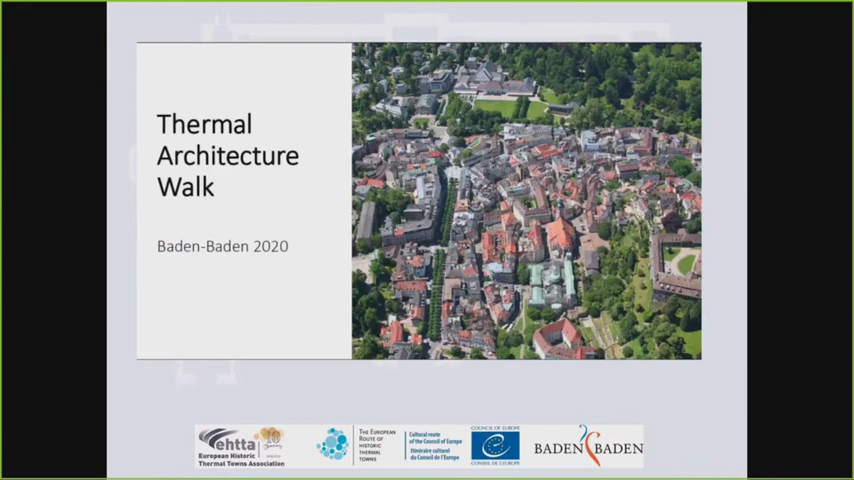 Thermal
Architecture
Walk
Baden-Baden 2020
ehtta
European Historic
Thermal Towns Association
THE EUROPEAN
ROUTE OF
HISTORIC
THERMAL
TOWNS
Cultural route
of the Council of Europe
Itinéraire culturel
du Conseil de l'Europe
COUNCIL OF EUROPE
CONSEIL DE L'EUROPE
BADEN BADEN